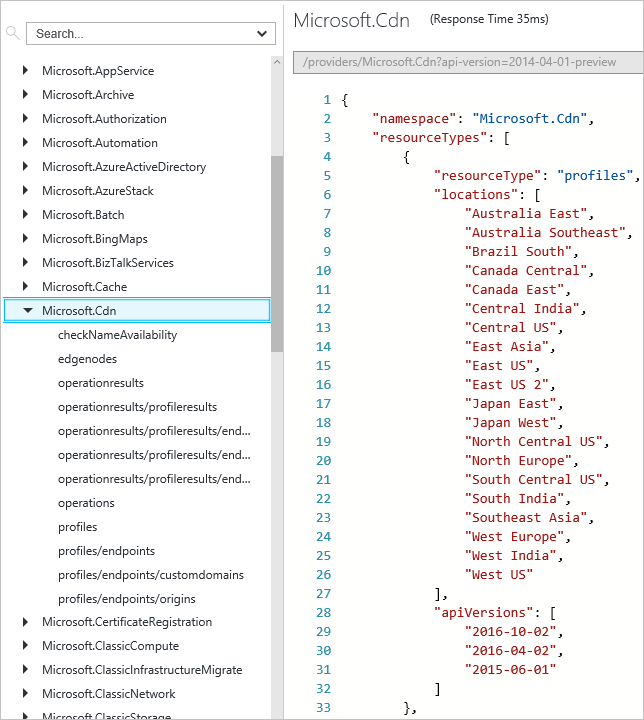 Search...
Microsoft.AppService
Microsoft.Archive
Microsoft.Authorization
Microsoft.Automation
Microsoft.AzureActiveDirectory
Microsoft.AzureStack
Microsoft.Batch
Microsoft.BingMaps
Microsoft.BizTalkServices
Microsoft.Cache
Microsoft.Cdn
checkNameAvailability
edgenodes
operationresults
operationresults/profileresults
operationresults/profileresults/end...
operationresults/profileresults/end...
operationresults/profileresults/end...
operations
profiles
profiles/endpoints
profiles/endpoints/customdomains
profiles/endpoints/origins
Microsoft.CertificateRegistration
Microsoft.ClassicCompute
Microsoft.ClassicInfrastructureMigrate
Microsoft.ClassicNetwork
Microsoft.ClassicStorage
Microsoft.Cdn (Response Time 35ms)
/providers/Microsoft.Cdn?api-version=2014-04-01-preview
1 {
2 "namespace": "Microsoft.Cdn",
3 "resourceTypes": [
4 {
5 "resourceType": "profiles",
6 "locations": [
7 "Australia East",
8 "Australia Southeast",
9 "Brazil South",
10 "Canada Central",
11 "Canada East",
12 "Central India",
13 "Central US",
14 "East Asia",
15 "East US",
16 "East US 2",
17 "Japan East",
18 "Japan West",
19 "North Central US",
20 "North Europe",
21 "South Central US",
22 "South India",
23 "Southeast Asia",
24 "West Europe",
25 "West India",
26 "West US"
27 ],
28 "apiVersions": [
29 "2016-10-02",
30 "2016-04-02",
31 "2015-06-01"
32 ]
33 },